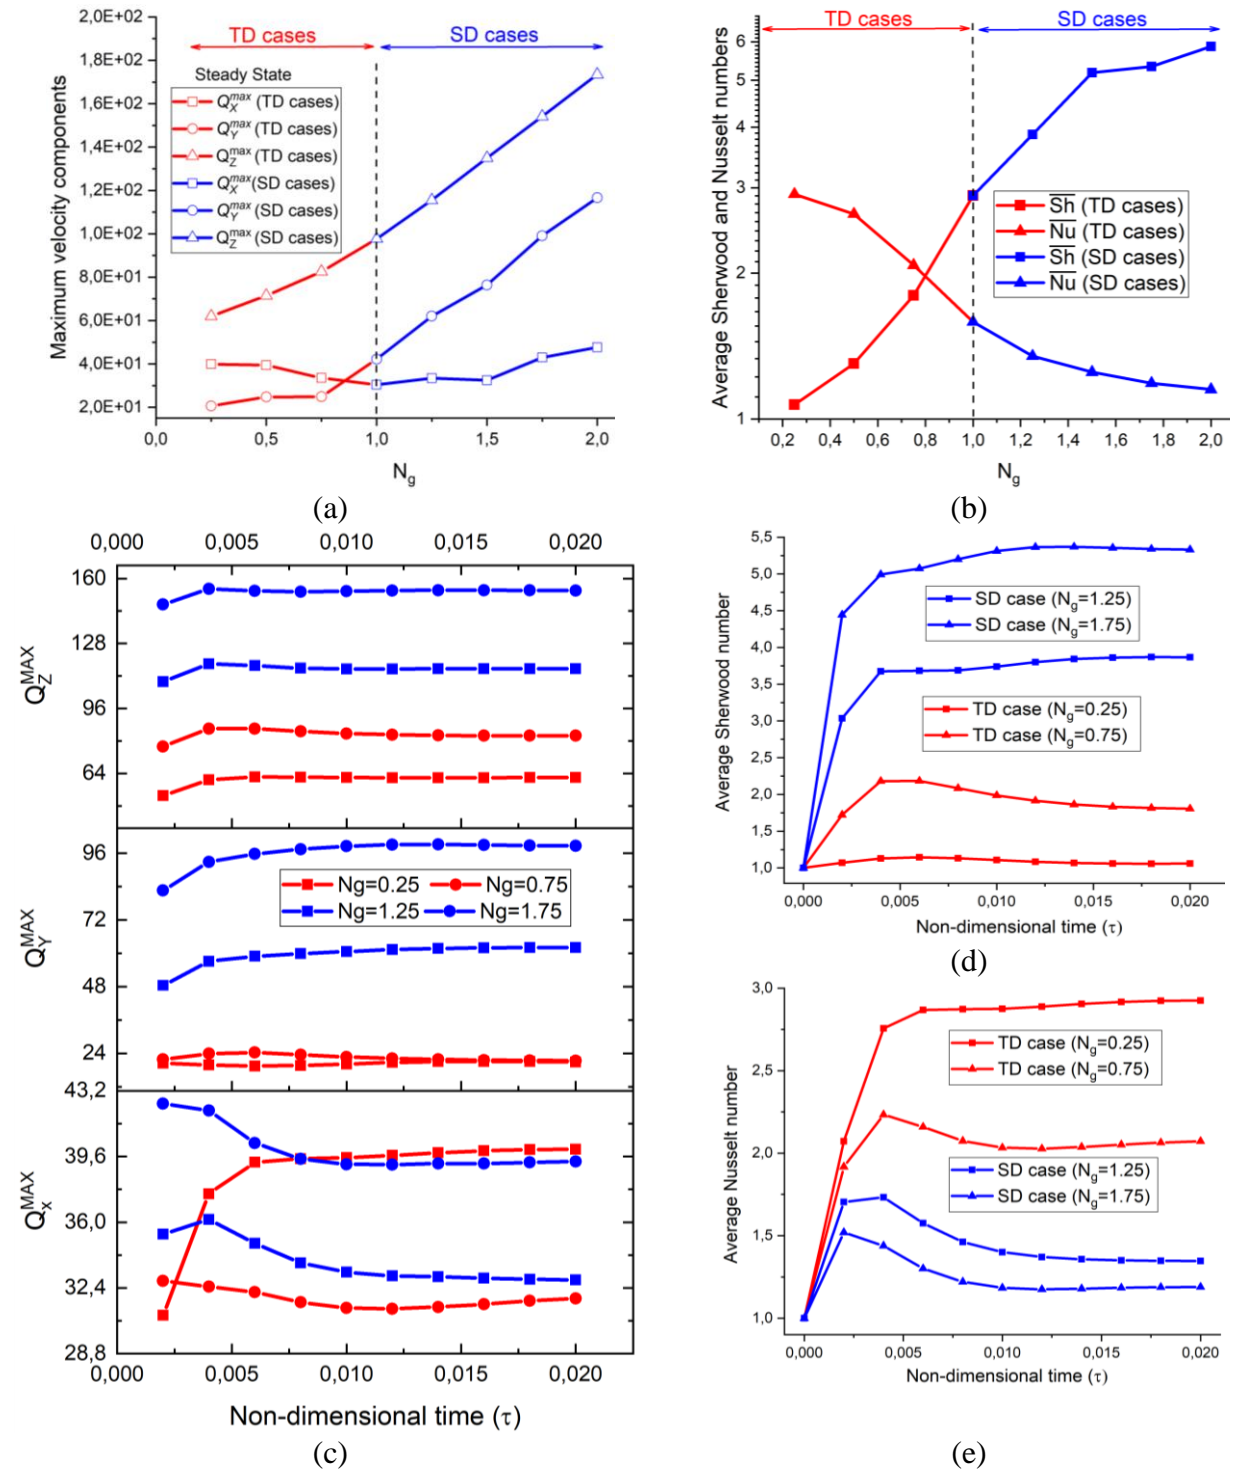 2,0E+02
1,8E+02
1,6E+02
1,4E+02
1,2E+02
1,0E+02
8,0E+01
6,0E+01
4,0E+01
2,0E+01
Maximum velocity components
TD cases
SD cases
Steady State
Q_X^max (TD cases)
Q_Y^max (TD cases)
Q_Z^max (TD cases)
Q_X^max (SD cases)
Q_Y^max (SD cases)
Q_Z^max (SD cases)
0,0 0,5 1,0 1,5 2,0
N_g
(a)
TD cases
SD cases
Average Sherwood and Nusselt numbers
6
5
4
3
2
1
S̅h̅ (TD cases)
N̅u̅ (TD cases)
S̅h̅ (SD cases)
N̅u̅ (SD cases)
0,2 0,4 0,6 0,8 1,0 1,2 1,4 1,6 1,8 2,0
N_g
(b)
0,000 0,005 0,010 0,015 0,020
160
128
96
64
Q_Z^MAX
96
72
48
24
Q_Y^MAX
Ng=0.25 Ng=0.75
Ng=1.25 Ng=1.75
43,2
39,6
36,0
32,4
28,8
Q_x^MAX
0,000 0,005 0,010 0,015 0,020
Non-dimensional time (τ)
(c)
5,5
5,0
4,5
4,0
3,5
3,0
2,5
2,0
1,5
1,0
Average Sherwood number
SD case (N_g=1.25)
SD case (N_g=1.75)
TD case (N_g=0.25)
TD case (N_g=0.75)
0,000 0,005 0,010 0,015 0,020
Non-dimensional time (τ)
(d)
3,0
2,5
2,0
1,5
1,0
Average Nusselt number
TD case (N_g=0.25)
TD case (N_g=0.75)
SD case (N_g=1.25)
SD case (N_g=1.75)
0,000 0,005 0,010 0,015 0,020
Non-dimensional time (τ)
(e)